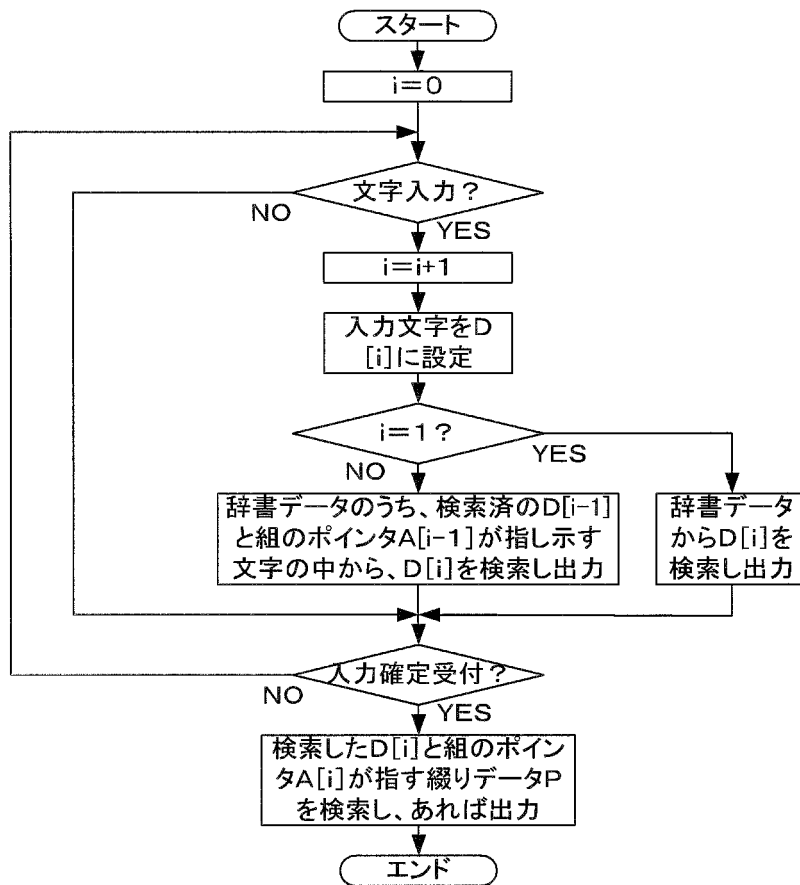 スタート
i=0
文字入力?
NO
YES
i=i+1
入力文字をD
[i]に設定
i=1?
YES
NO
辞書データのうち、検索済のD[i-1]
と組のポインタA[i-1]が指し示す
文字の中から、D[i]を検索し出力
辞書データ
からD[i]を
検索し出力
入力確定受付?
NO
YES
検索したD[i]と組のポイン
タA[i]が指す綴りデータP
を検索し、あれば出力
エンド